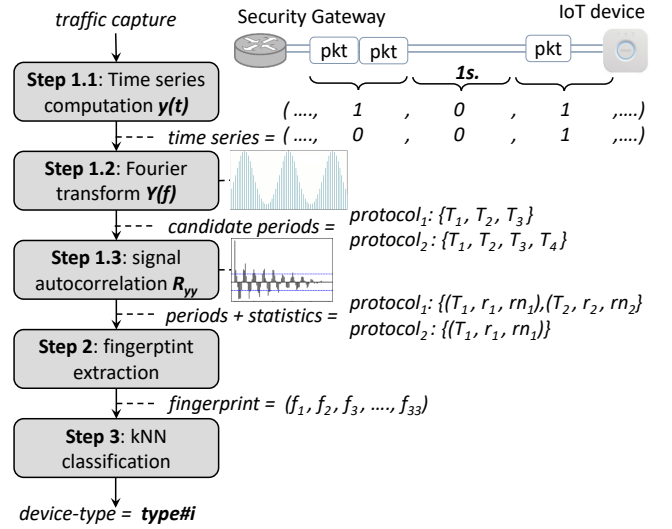 traffic capture
Security Gateway
IoT device
pkt pkt pkt
Step 1.1: Time series
computation y(t)
1s.
( …., 1 , 0 , 1 ,….)
time series = ( …., 0 , 0 , 1 ,….)
Step 1.2: Fourier
transform Y(f)
candidate periods = protocol1: {T1, T2, T3}
protocol2: {T1, T2, T3, T4}
Step 1.3: signal
autocorrelation Ryy
periods + statistics = protocol1: {(T1, r1, rn1),(T2, r2, rn2}
protocol2: {(T1, r1, rn1)}
Step 2: fingerptint
extraction
fingerprint = (f1, f2, f3, …., f33)
Step 3: kNN
classification
device-type = type#i